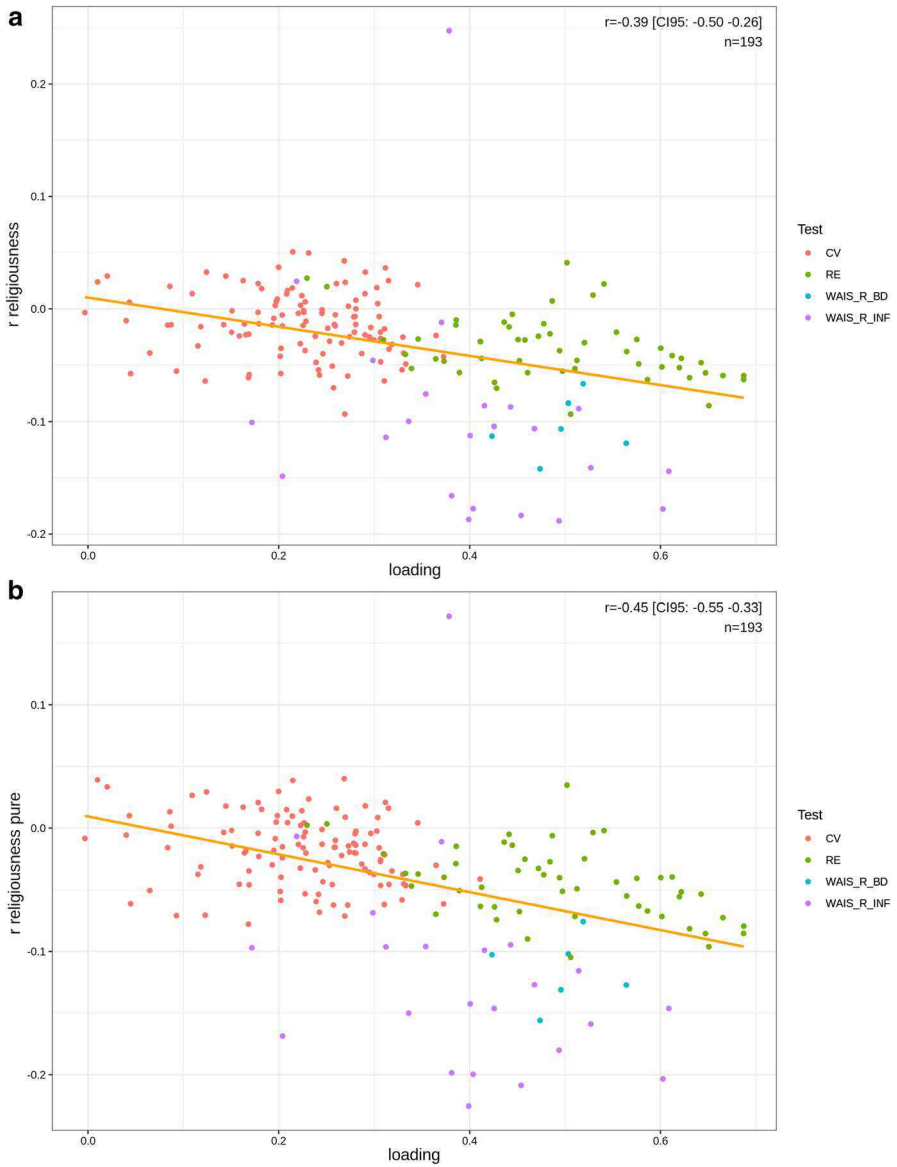 a
r=-0.39 [CI95: -0.50 -0.26]
n=193
0.2
0.1
0.0
-0.1
-0.2
r religiousness
0.0 0.2 0.4 0.6
loading
Test
CV
RE
WAIS_R_BD
WAIS_R_INF
b
r=-0.45 [CI95: -0.55 -0.33]
n=193
0.1
0.0
-0.1
-0.2
r religiousness pure
0.0 0.2 0.4 0.6
loading
Test
CV
RE
WAIS_R_BD
WAIS_R_INF